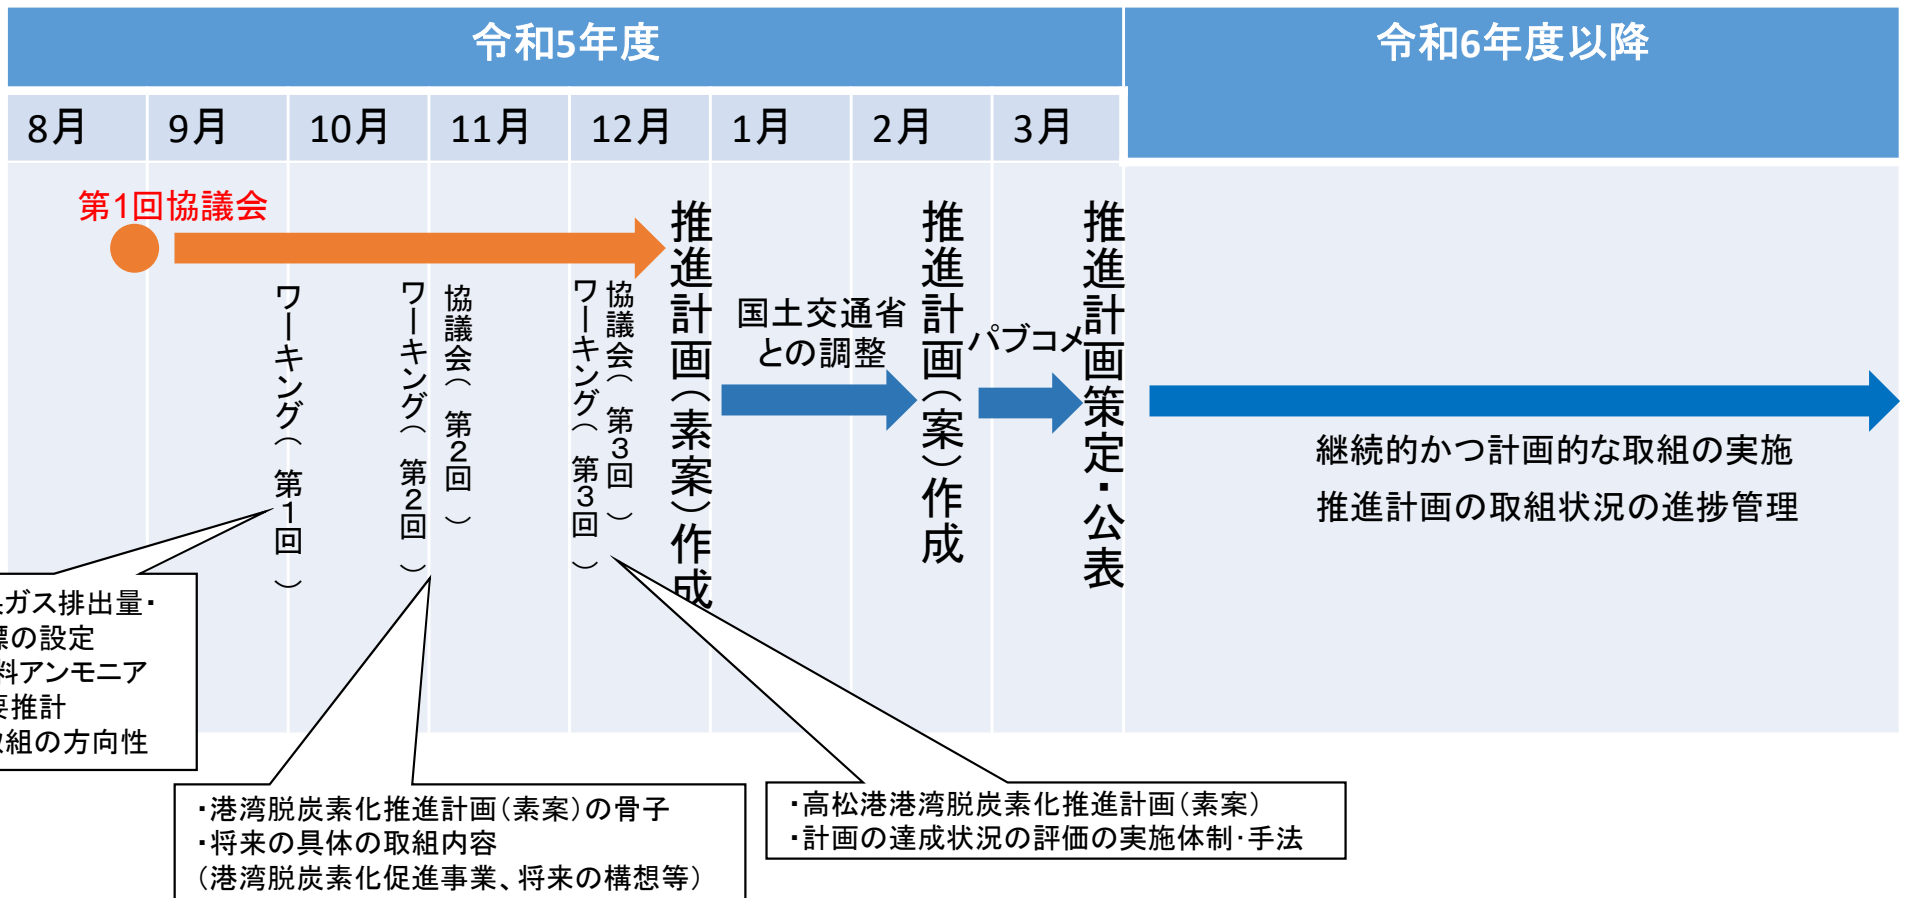 令和5年度
令和6年度以降
8月
9月
10月
11月
12月
1月
2月
3月
第1回協議会
ワーキング（第1回）
ワーキング（第2回）
協議会（第2回）
ワーキング（第3回）
協議会（第3回）
推進計画（素案）作成
国土交通省
との調整
推進計画（案）作成
パブコメ
推進計画策定・公表
継続的かつ計画的な取組の実施
推進計画の取組状況の進捗管理
ガス排出量・
標の設定
料アンモニア
要推計
取組の方向性
・港湾脱炭素化推進計画（素案）の骨子
・将来の具体の取組内容
（港湾脱炭素化促進事業、将来の構想等）
・高松港港湾脱炭素化推進計画（素案）
・計画の達成状況の評価の実施体制・手法